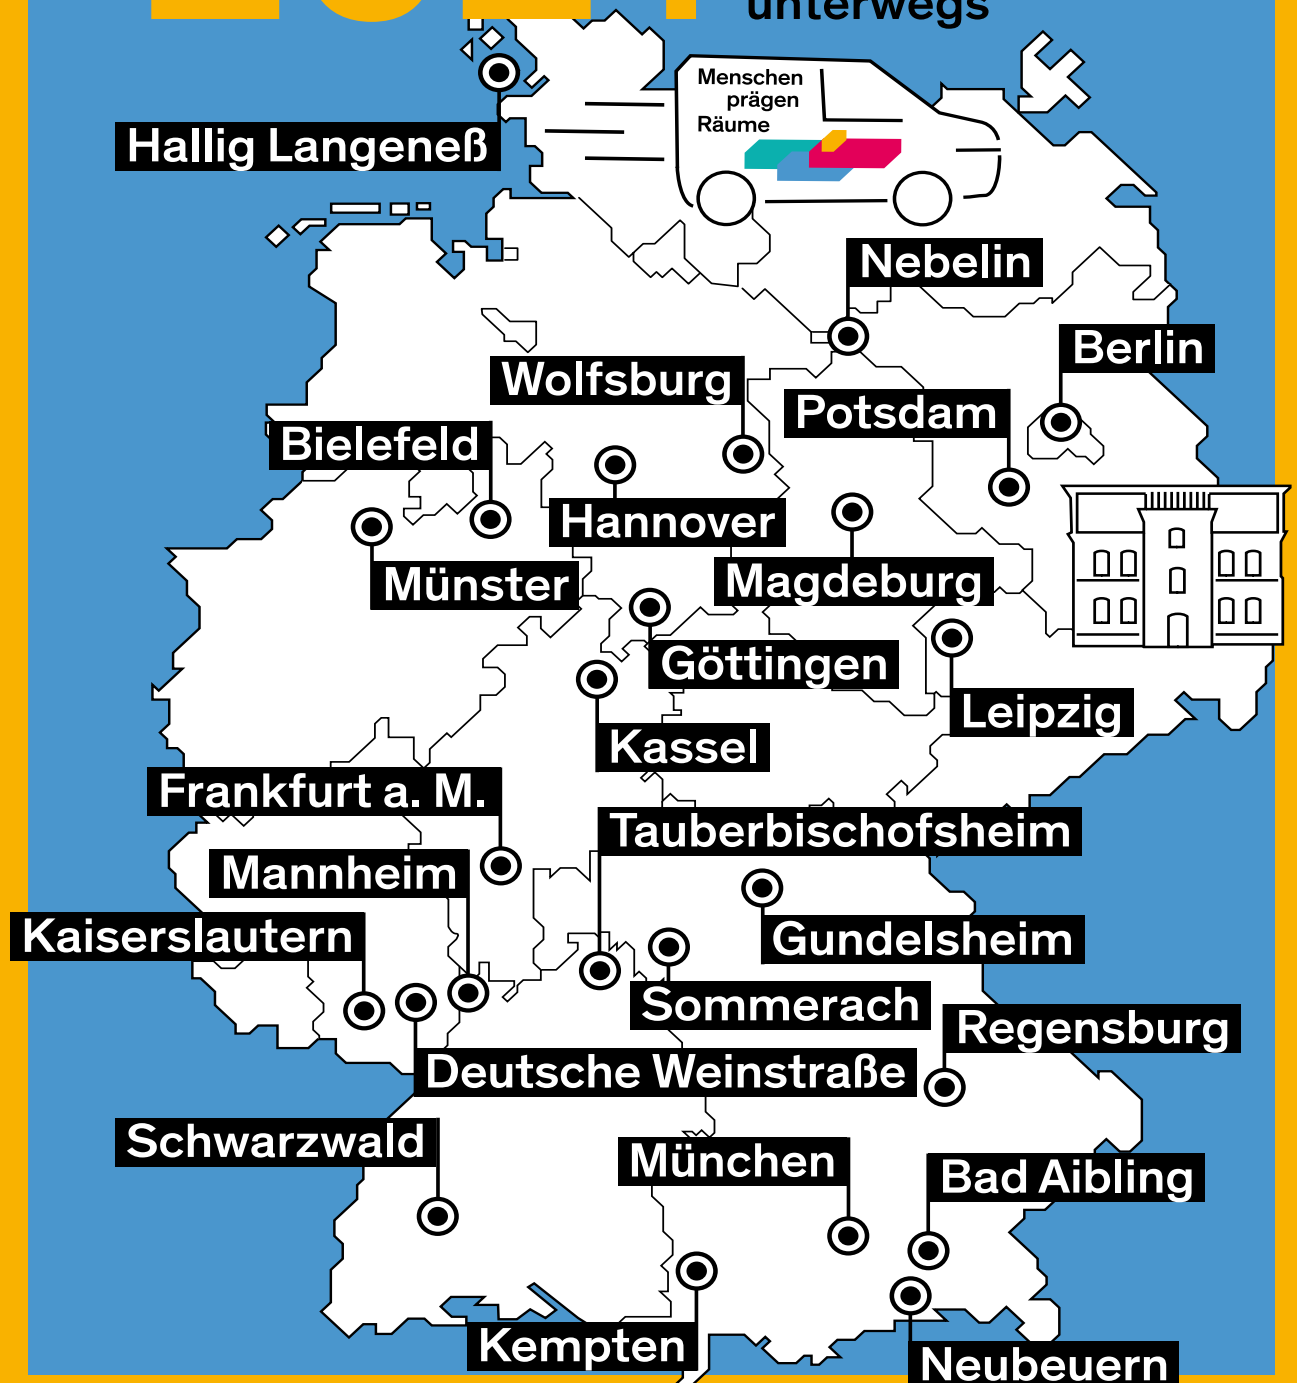 unterwegs
Menschen
prägen
Räume
Hallig Langeneß
Nebelin
Berlin
Wolfsburg
Potsdam
Bielefeld
Hannover
Münster
Magdeburg
Göttingen
Leipzig
Kassel
Frankfurt a. M.
Tauberbischofsheim
Mannheim
Kaiserslautern
Gundelsheim
Sommerach
Regensburg
Deutsche Weinstraße
Schwarzwald
München
Bad Aibling
Kempten
Neubeuern